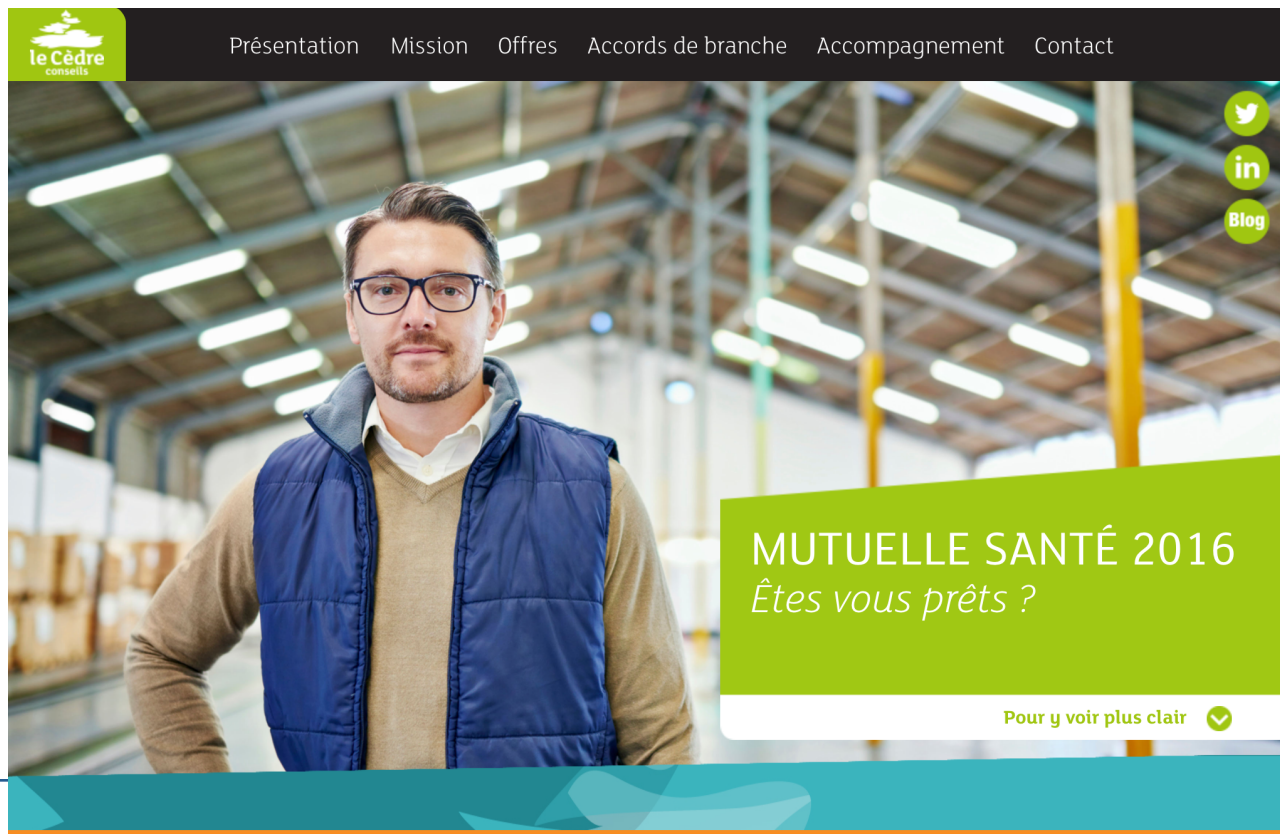 le Cèdre
conseils
Présentation Mission Offres Accords de branche Accompagnement Contact
in
Blog
MUTUELLE SANTÉ 2016
Êtes vous prêts ?
Pour y voir plus clair